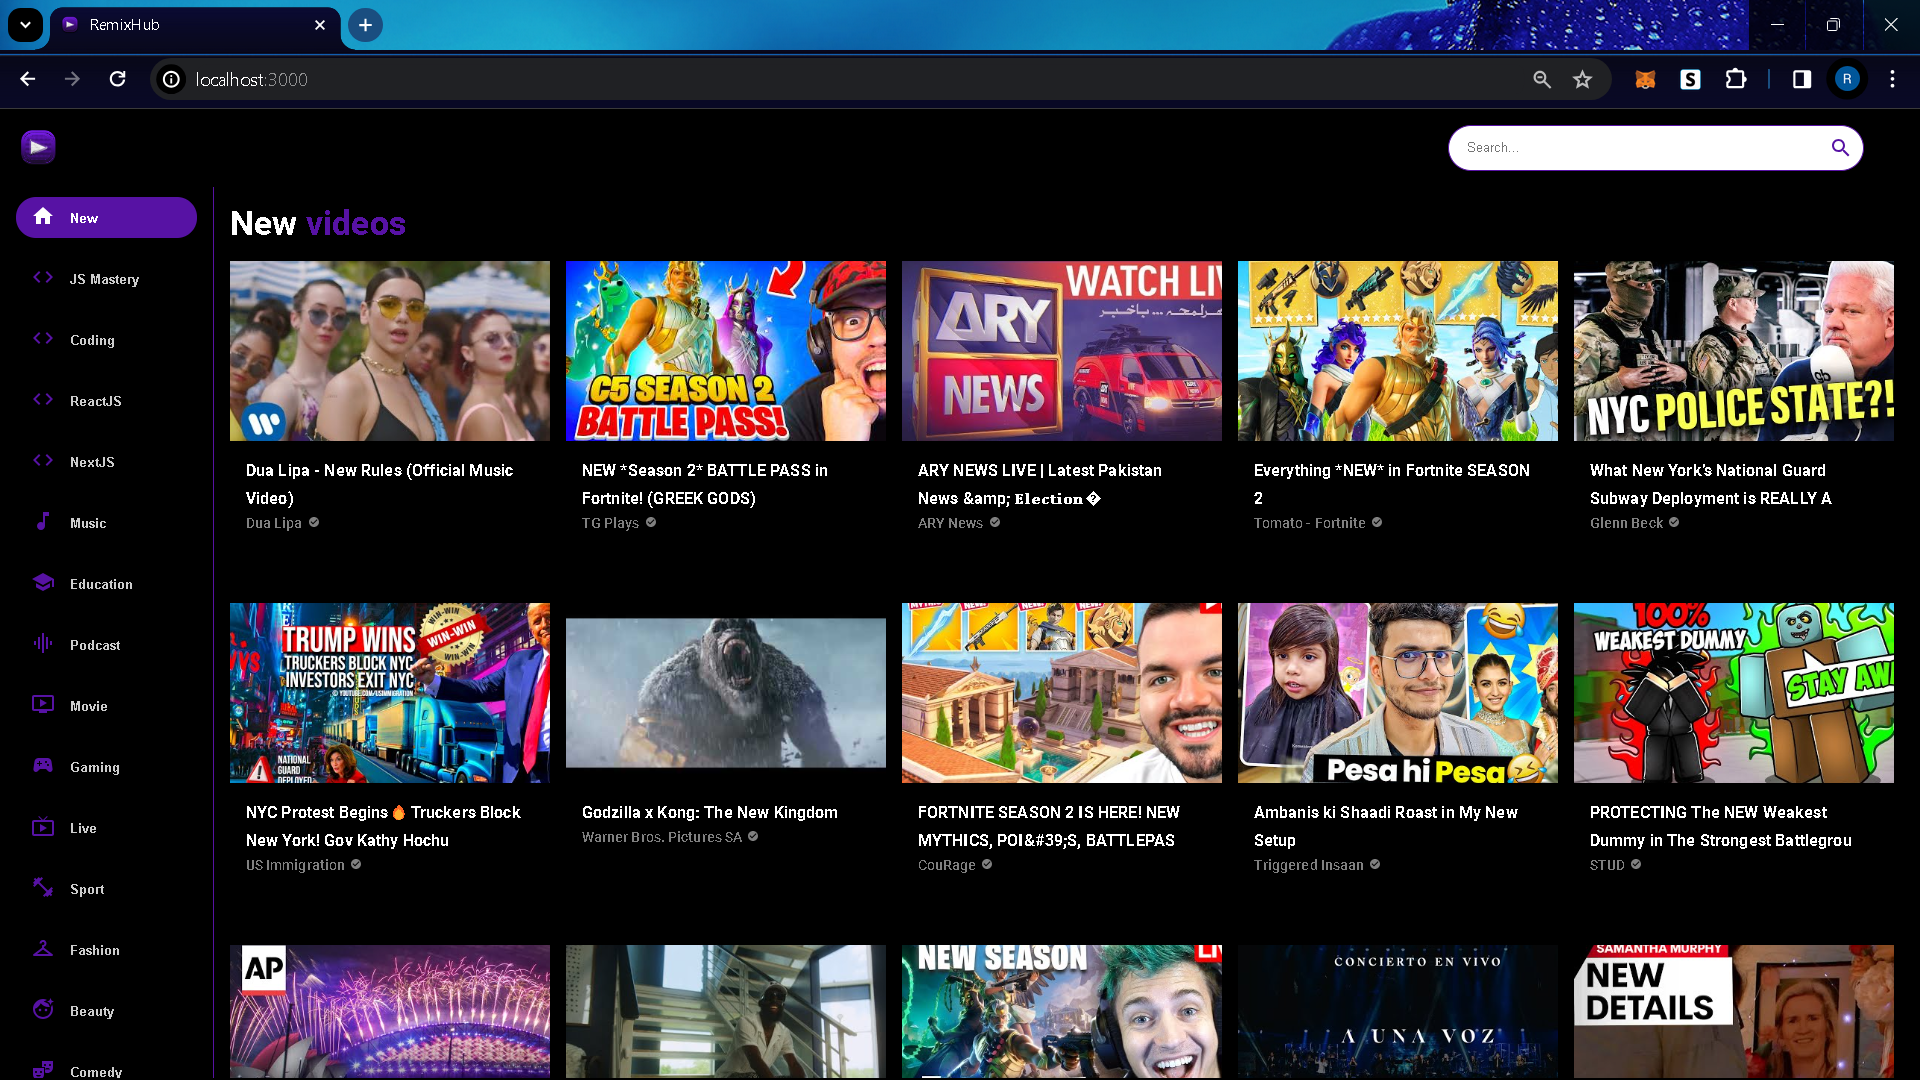 RemixHub
localhost:3000
R
Search...
New
JS Mastery
Coding
ReactJS
NextJS
Music
Education
Podcast
Movie
Gaming
Live
Sport
Fashion
Beauty
Comedy
New videos
C5 SEASON 2
BATTLE PASS!
WATCH LI
ہر لمحہ ... باخبر
ARY
NEWS
NYC POLICE STATE?!
Dua Lipa - New Rules (Official Music
Video)
Dua Lipa
NEW *Season 2* BATTLE PASS in
Fortnite! (GREEK GODS)
TG Plays
ARY NEWS LIVE | Latest Pakistan
News &amp; 𝐄𝐥𝐞𝐜𝐭𝐢𝐨𝐧 �
ARY News
Everything *NEW* in Fortnite SEASON
2
Tomato - Fortnite
What New York's National Guard
Subway Deployment is REALLY A
Glenn Beck
TRUMP WINS
TRUCKERS BLOCK NYC
INVESTORS EXIT NYC
© YOUTUBE.COM/USIMMIGRATION
WIN-WIN
NATIONAL
GUARD
DEPLOYED
Pesa hi Pesa
100%
WEAKEST DUMMY
STAY AW
NYC Protest Begins🔥 Truckers Block
New York! Gov Kathy Hochu
US Immigration
Godzilla x Kong: The New Kingdom
Warner Bros. Pictures SA
FORTNITE SEASON 2 IS HERE! NEW
MYTHICS, POI&#39;S, BATTLEPAS
CouRage
Ambanis ki Shaadi Roast in My New
Setup
Triggered Insaan
PROTECTING The NEW Weakest
Dummy in The Strongest Battlegrou
STUD
AP
NEW SEASON
LI
CONCIERTO EN VIVO
A UNA VOZ
SAMANTHA MURPHY
NEW
DETAILS